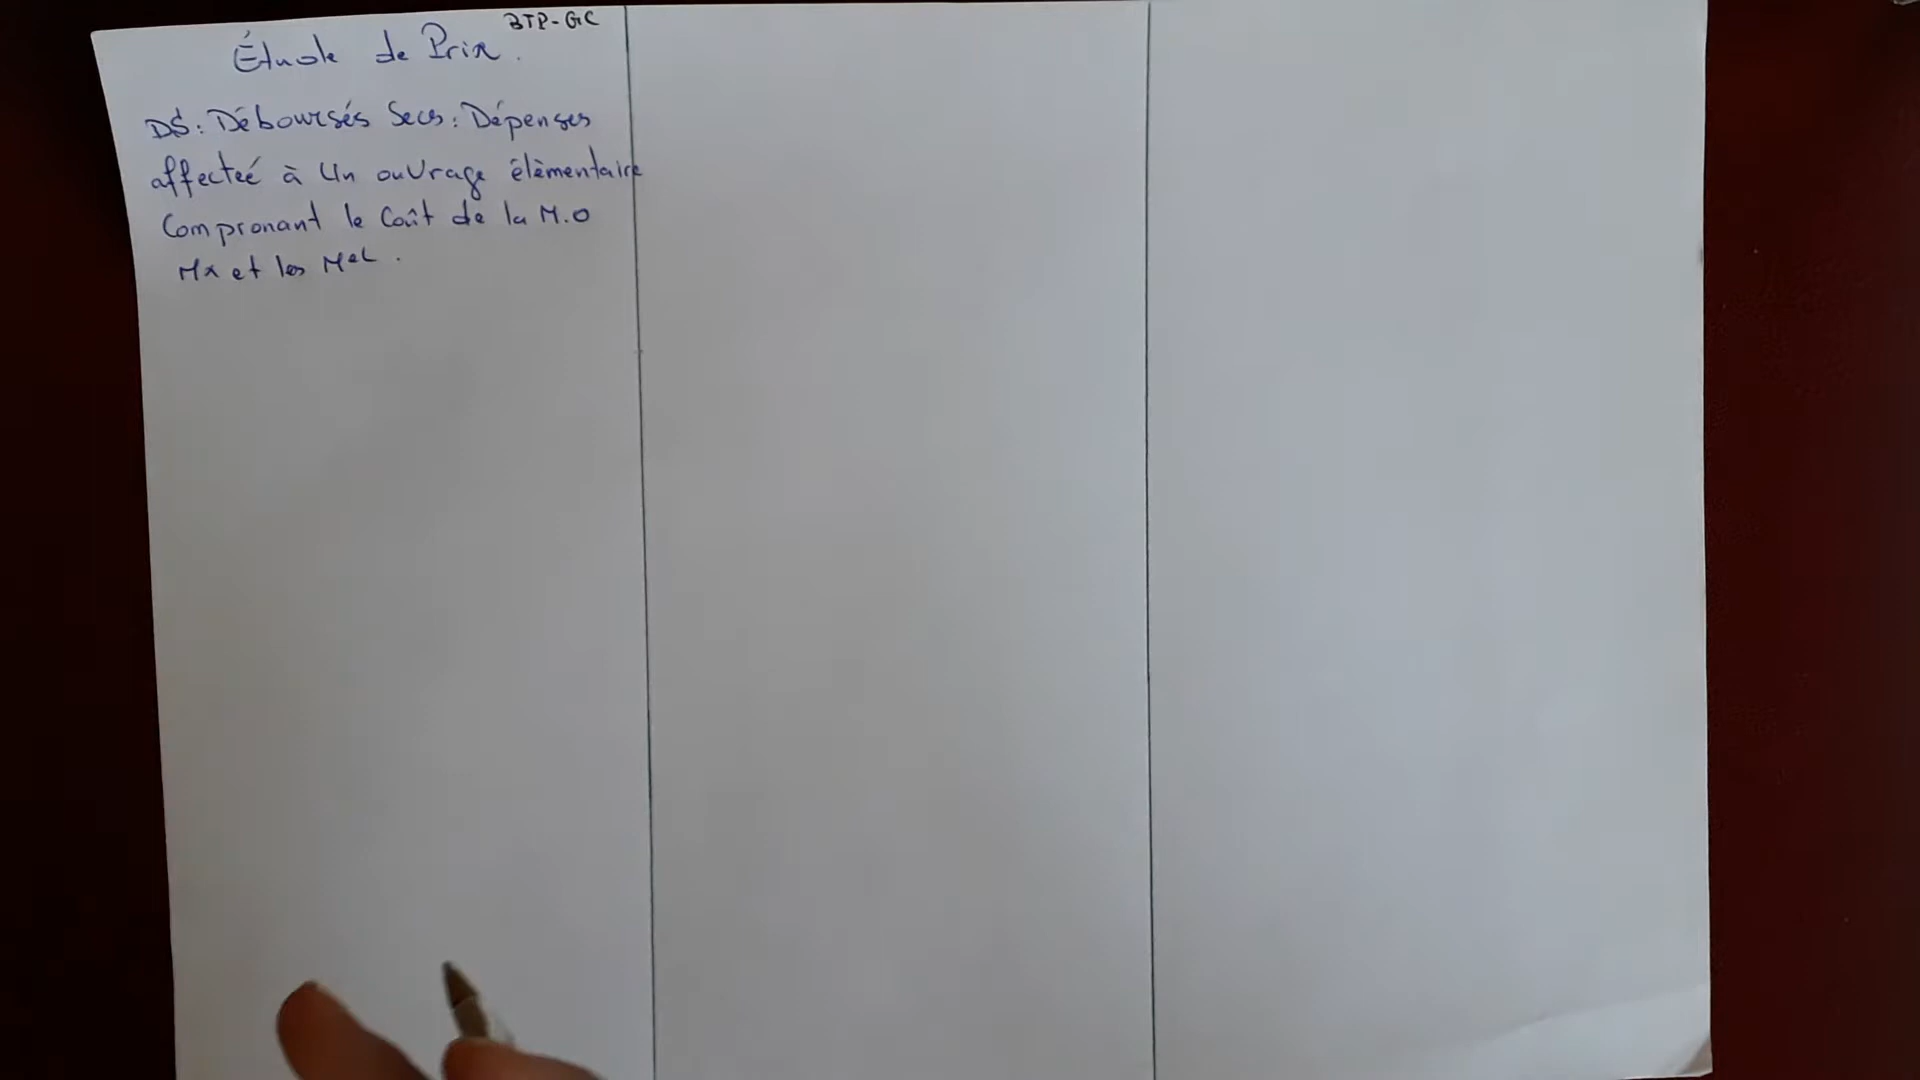 BTP-GC
Étude de Prix.
DS: Déboursés Secs: Dépenses
affecteé à Un ouvrage élèmentaire
Compronant le Coût de la M.O
Mx et les Mel.